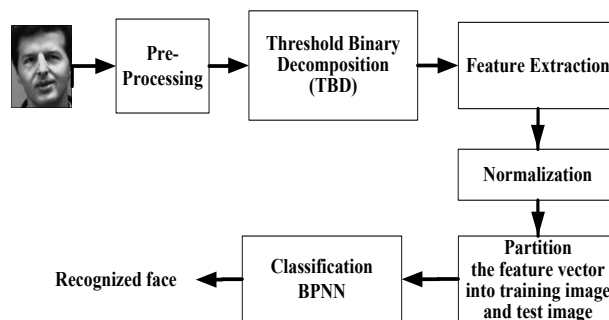 Pre-
Processing
Threshold Binary
Decomposition
(TBD)
Feature Extraction
Normalization
Partition
the feature vector
into training image
and test image
Classification
BPNN
Recognized face